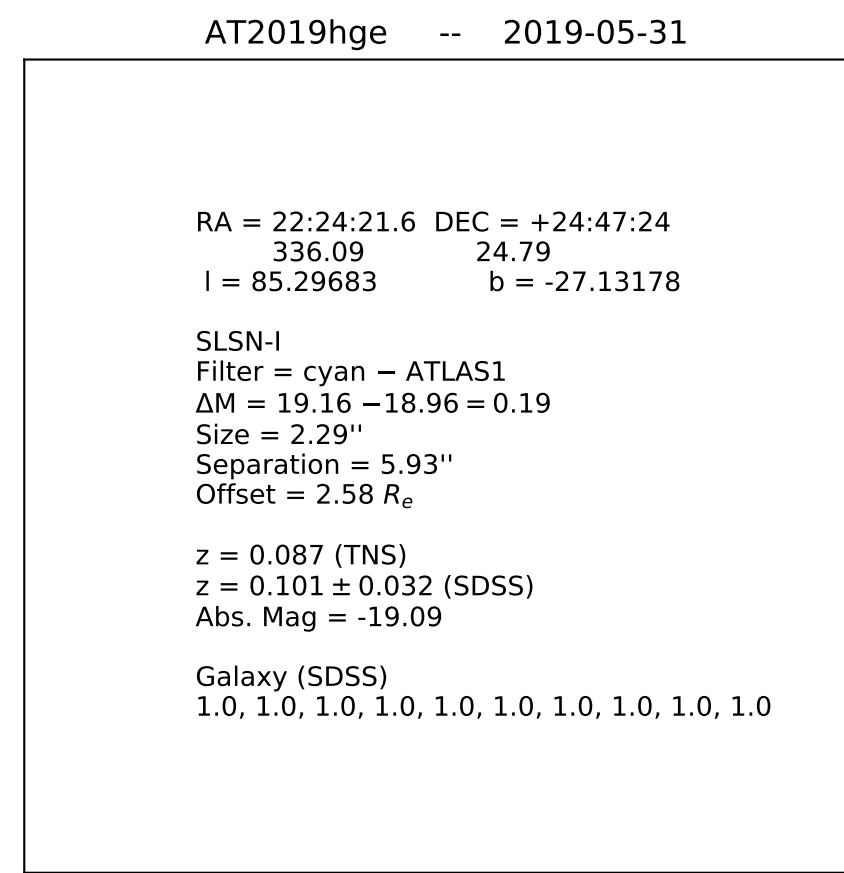 AT2019hge -- 2019-05-31
RA = 22:24:21.6 DEC = +24:47:24
336.09 24.79
l = 85.29683 b = -27.13178
SLSN-I
Filter = cyan − ATLAS1
ΔM = 19.16 −18.96 = 0.19
Size = 2.29''
Separation = 5.93''
Offset = 2.58 Rₑ
z = 0.087 (TNS)
z = 0.101 ± 0.032 (SDSS)
Abs. Mag = -19.09
Galaxy (SDSS)
1.0, 1.0, 1.0, 1.0, 1.0, 1.0, 1.0, 1.0, 1.0, 1.0